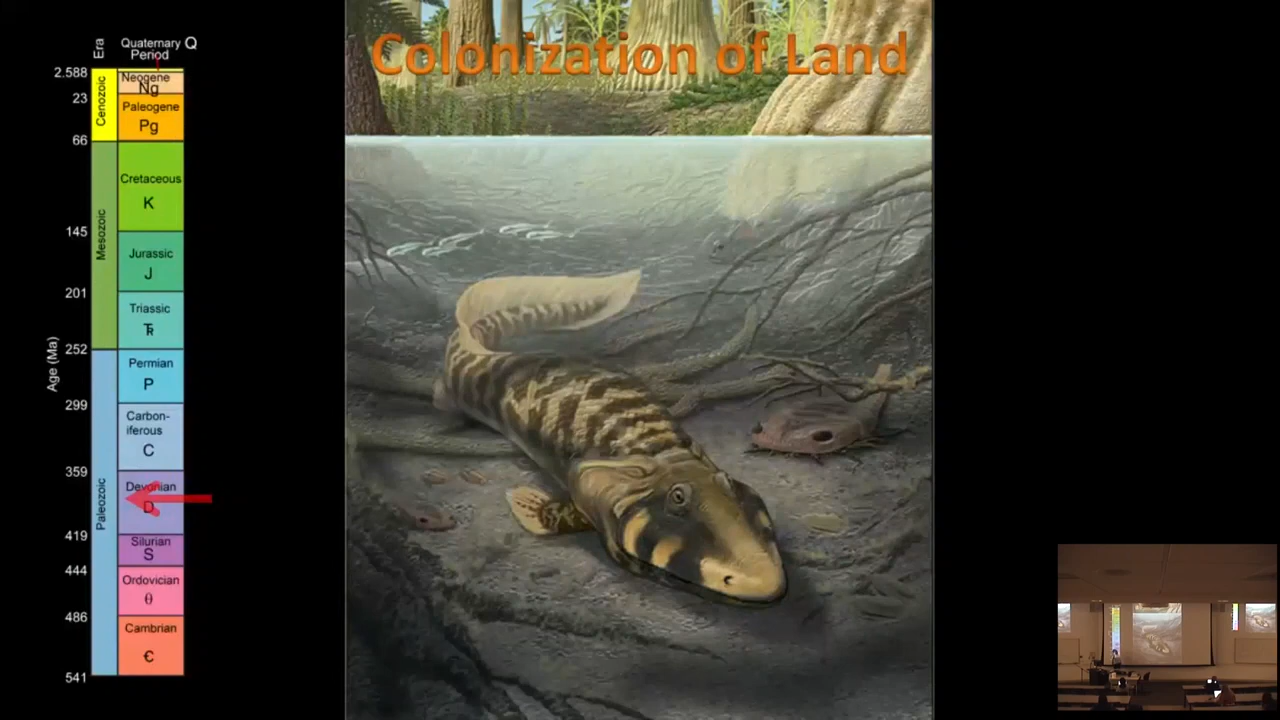 Colonization of Land
Era
Quaternary Q
Period
2.588
Neogene
Ng
23
Cenozoic
Paleogene
Pg
66
Cretaceous
K
Mesozoic
145
Jurassic
J
201
Triassic
TR
252
Age (Ma)
Permian
P
299
Carbon-
iferous
C
359
Paleozoic
Devonian
D
419
Silurian
S
444
Ordovician
θ
486
Cambrian
Ꞓ
541